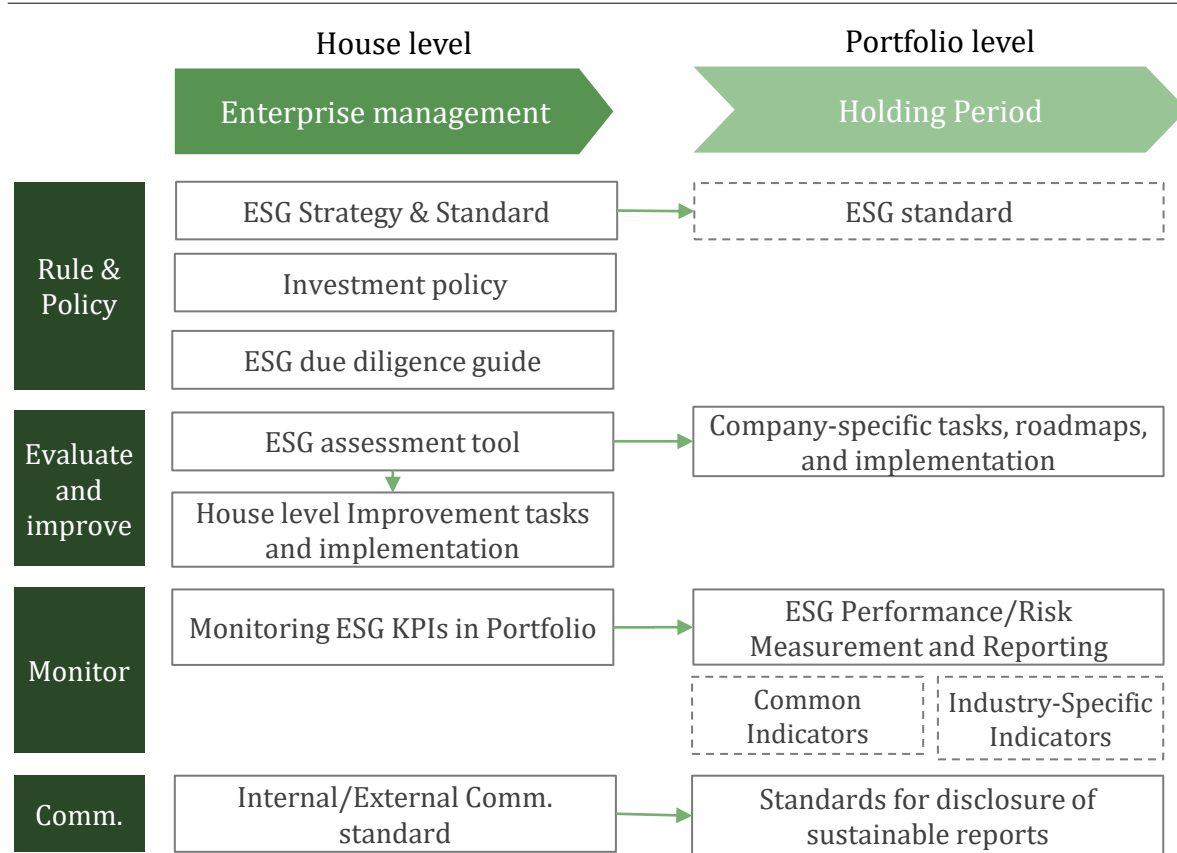 House level
Portfolio level
Enterprise management
Holding Period
Rule &
Policy
ESG Strategy & Standard
ESG standard
Investment policy
ESG due diligence guide
Evaluate
and
improve
ESG assessment tool
Company-specific tasks, roadmaps,
and implementation
House level Improvement tasks
and implementation
Monitor
Monitoring ESG KPIs in Portfolio
ESG Performance/Risk
Measurement and Reporting
Common
Indicators
Industry-Specific
Indicators
Comm.
Internal/External Comm.
standard
Standards for disclosure of
sustainable reports